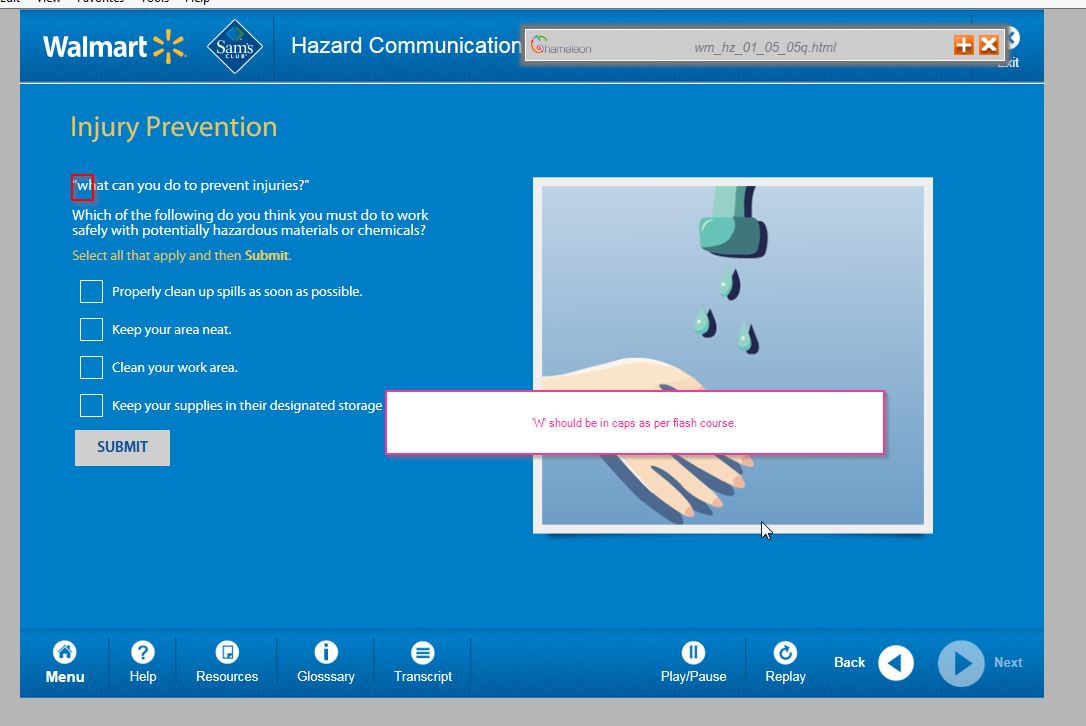 Edit View Favorites Tools Help
Walmart Sam's CLUB Hazard Communication Chameleon wm_hz_01_05_05q.html
Exit
Injury Prevention
"what can you do to prevent injuries?"
Which of the following do you think you must do to work
safely with potentially hazardous materials or chemicals?
Select all that apply and then Submit.
Properly clean up spills as soon as possible.
Keep your area neat.
Clean your work area.
Keep your supplies in their designated storage
'W' should be in caps as per flash course.
SUBMIT
Menu Help Resources Glosssary Transcript Play/Pause Replay Back Next